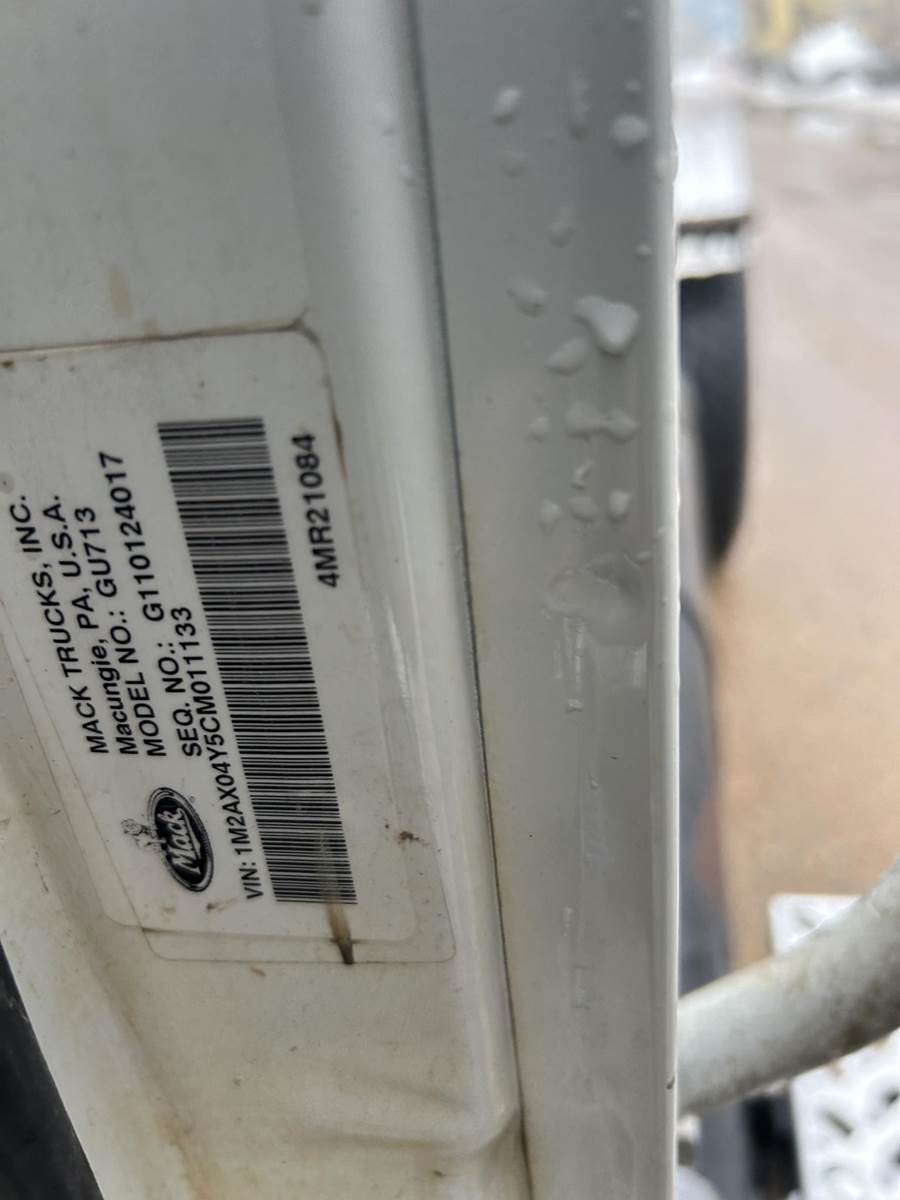 MACK TRUCKS, INC.
Macungie, PA, U.S.A.
MODEL NO.: GU713
SEQ. NO.: G110124017
Mack
VIN: 1M2AX04Y5CM011133
4MR21084